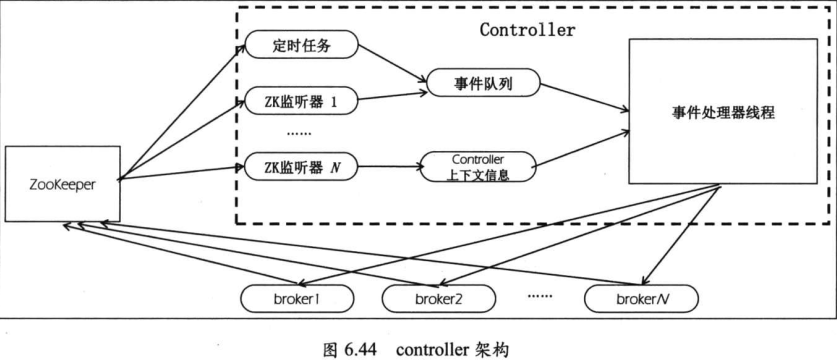 Controller
定时任务
ZK监听器 1
……
ZK监听器 N
事件队列
Controller
上下文信息
事件处理器线程
ZooKeeper
broker1
broker2
……
brokerN
图 6.44 controller 架构